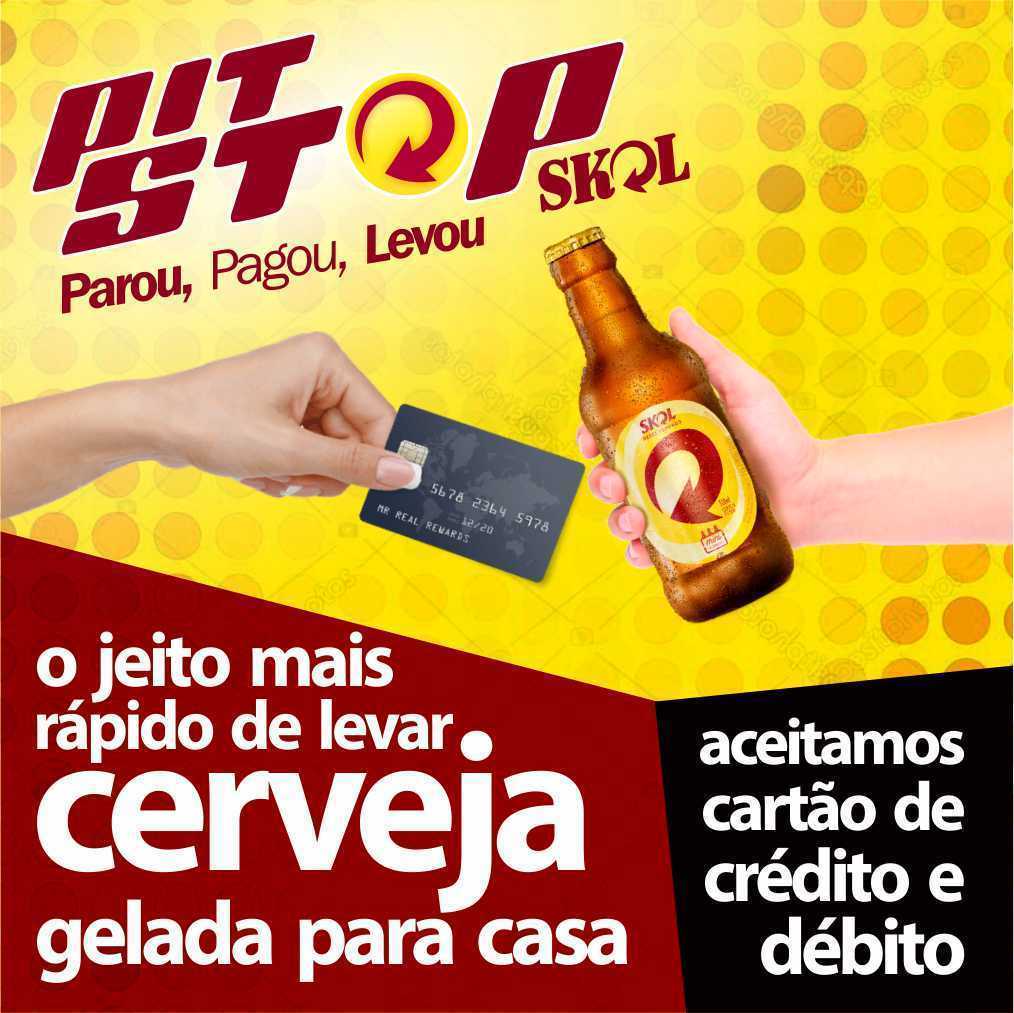 PIT
STOP
SKOL
Parou, Pagou, Levou
SKOL
5678 2364 5978
12/20
MR REAL REWARDS
mini
o jeito mais
rápido de levar
cerveja
gelada para casa
aceitamos
cartão de
crédito e
débito